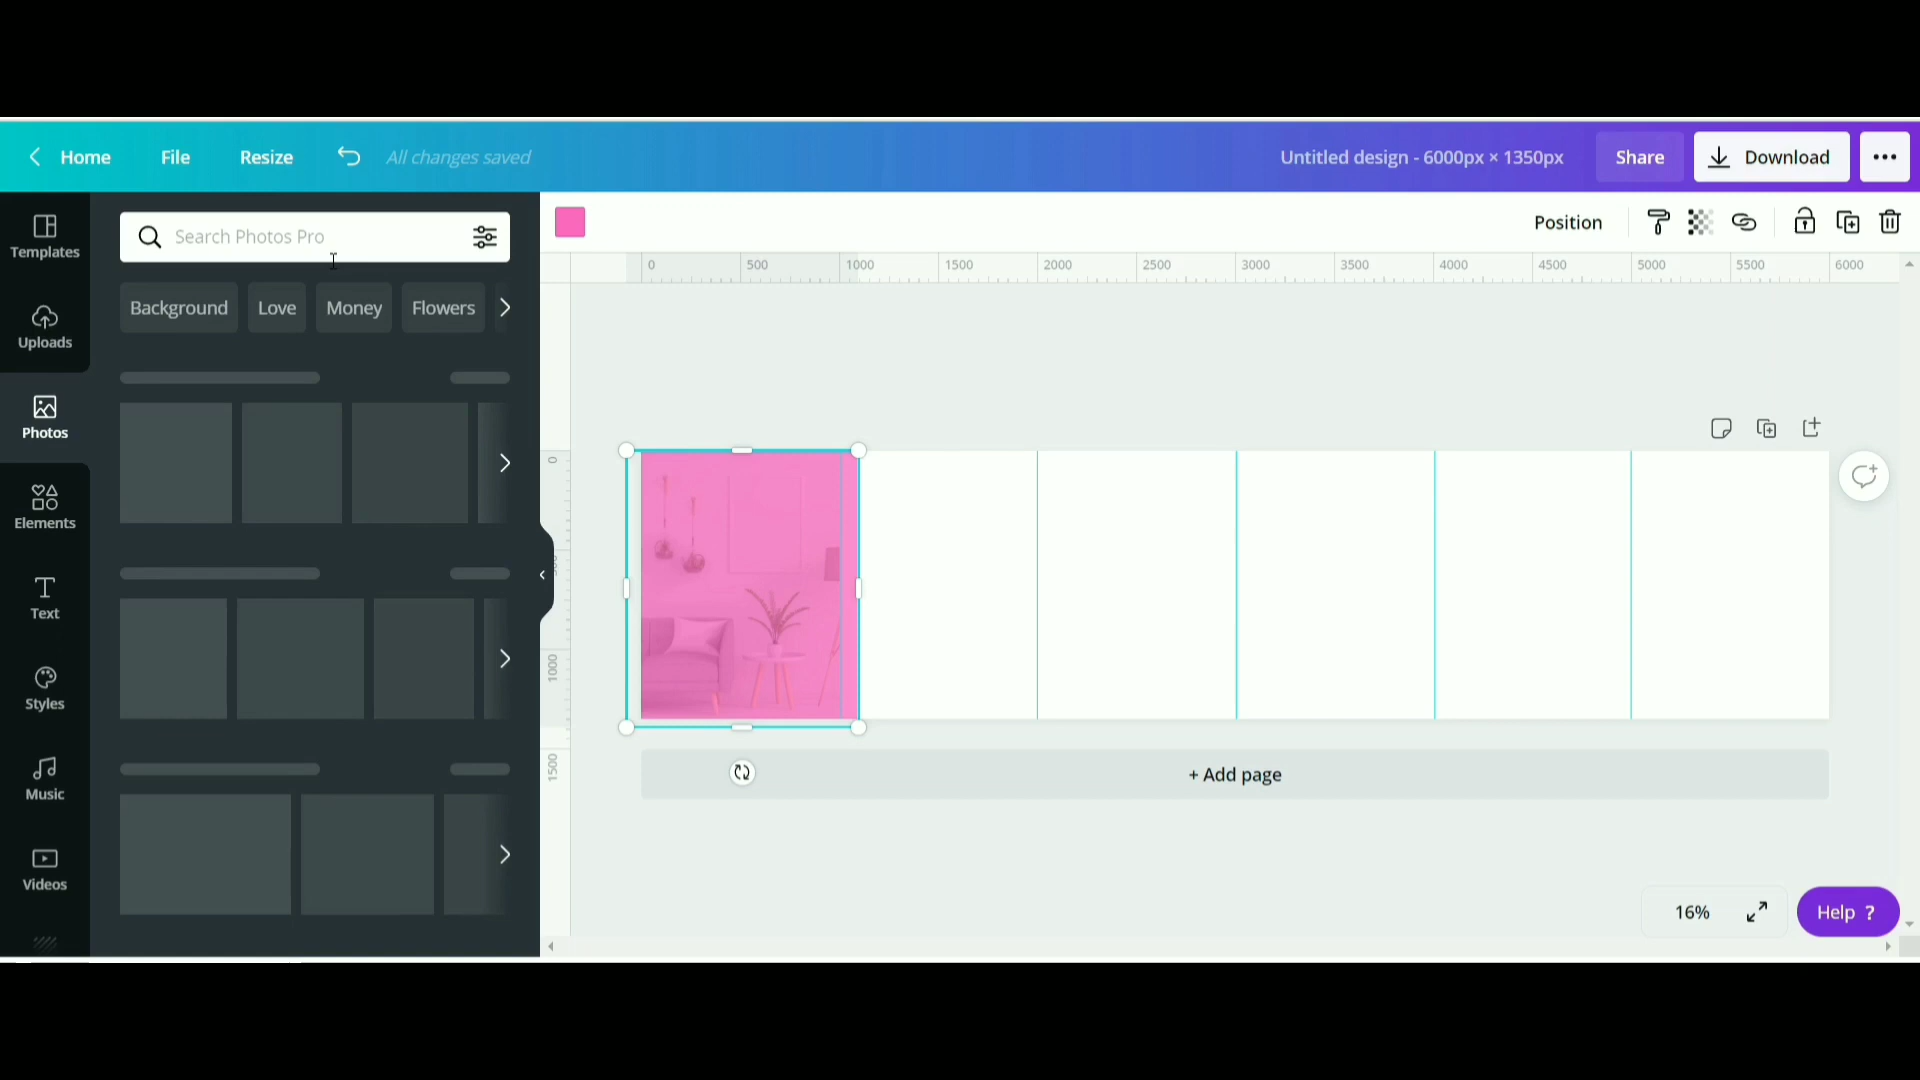 Home File Resize All changes saved Untitled design - 6000px × 1350px Share Download
Templates
Uploads
Photos
Elements
Text
Styles
Music
Videos
Search Photos Pro
Background Love Money Flowers
Position
0 500 1000 1500 2000 2500 3000 3500 4000 4500 5000 5500 6000
0
1000
1500
+ Add page
16%
Help ?